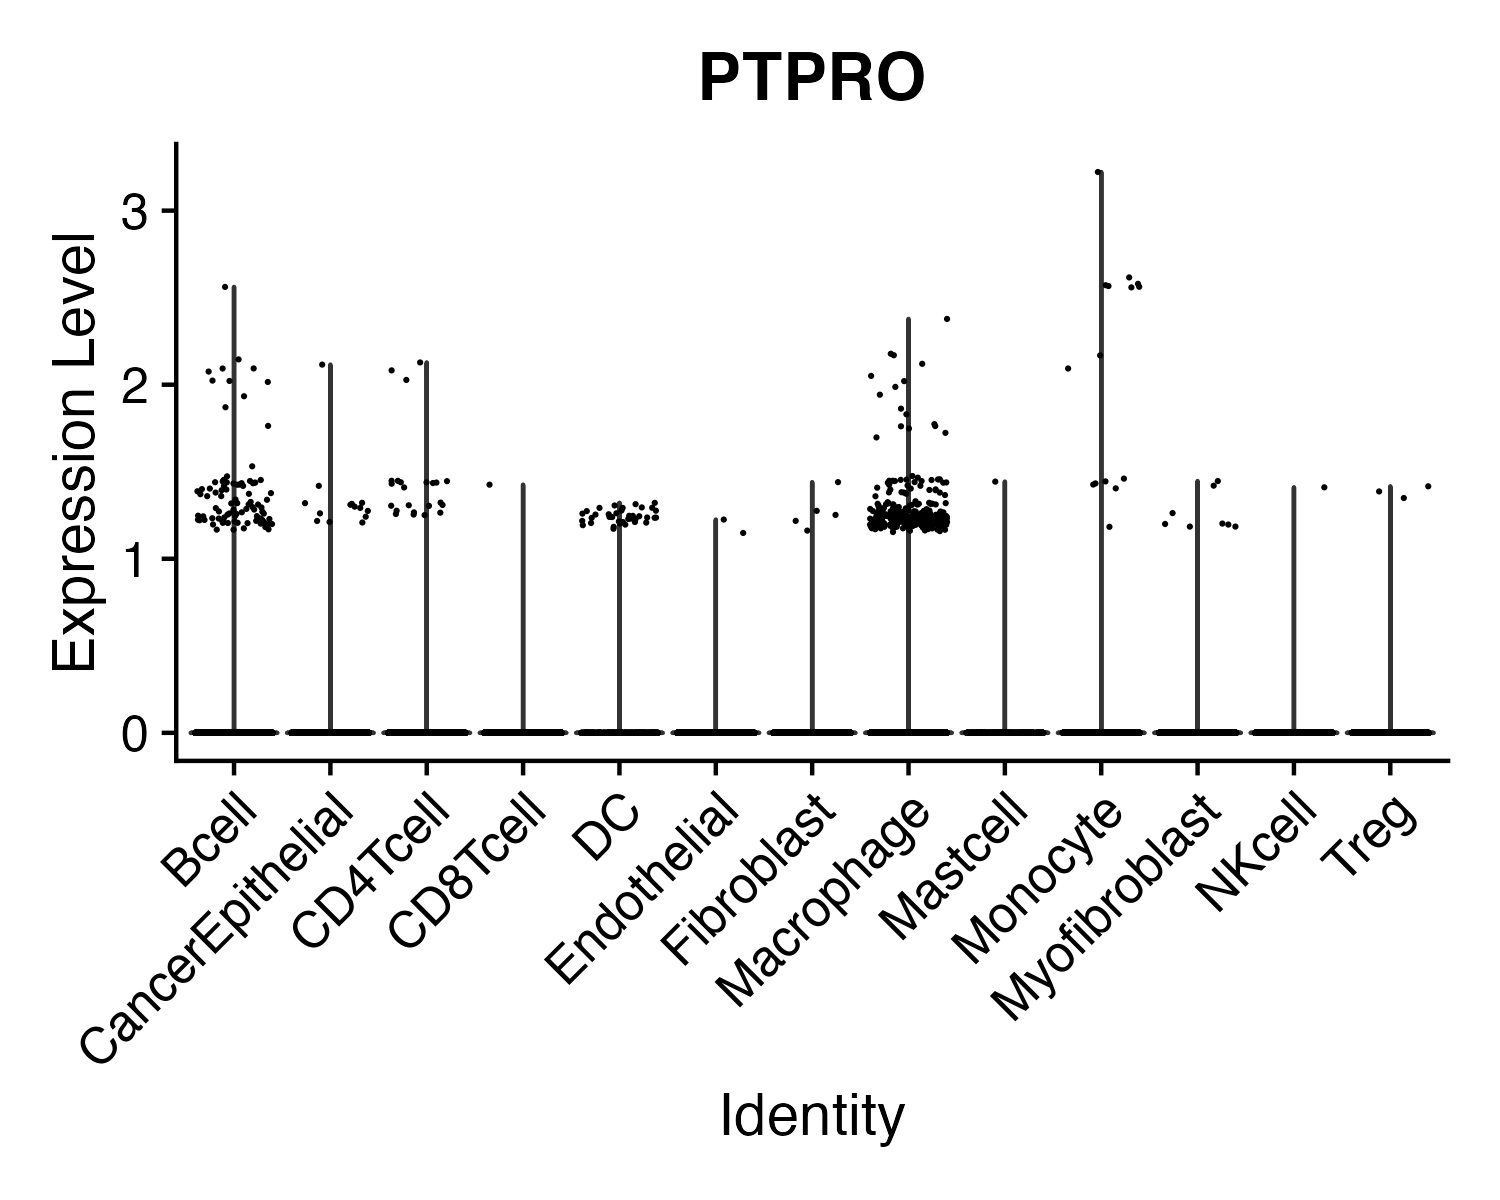 PTPRO
Expression Level
3
2
1
0
Bcell
CancerEpithelial
CD4Tcell
CD8Tcell
DC
Endothelial
Fibroblast
Macrophage
Mastcell
Monocyte
Myofibroblast
NKcell
Treg
Identity